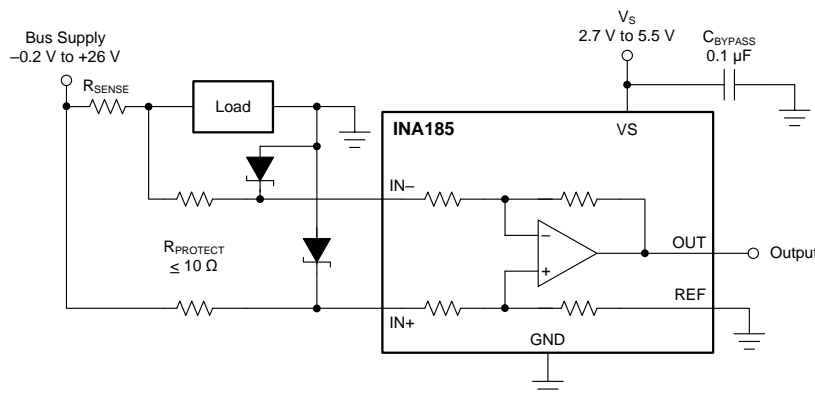 Bus Supply
–0.2 V to +26 V
RSENSE
Load
VS
2.7 V to 5.5 V
CBYPASS
0.1 µF
INA185
VS
IN–
RPROTECT
≤ 10 Ω
–
+
OUT
Output
REF
IN+
GND